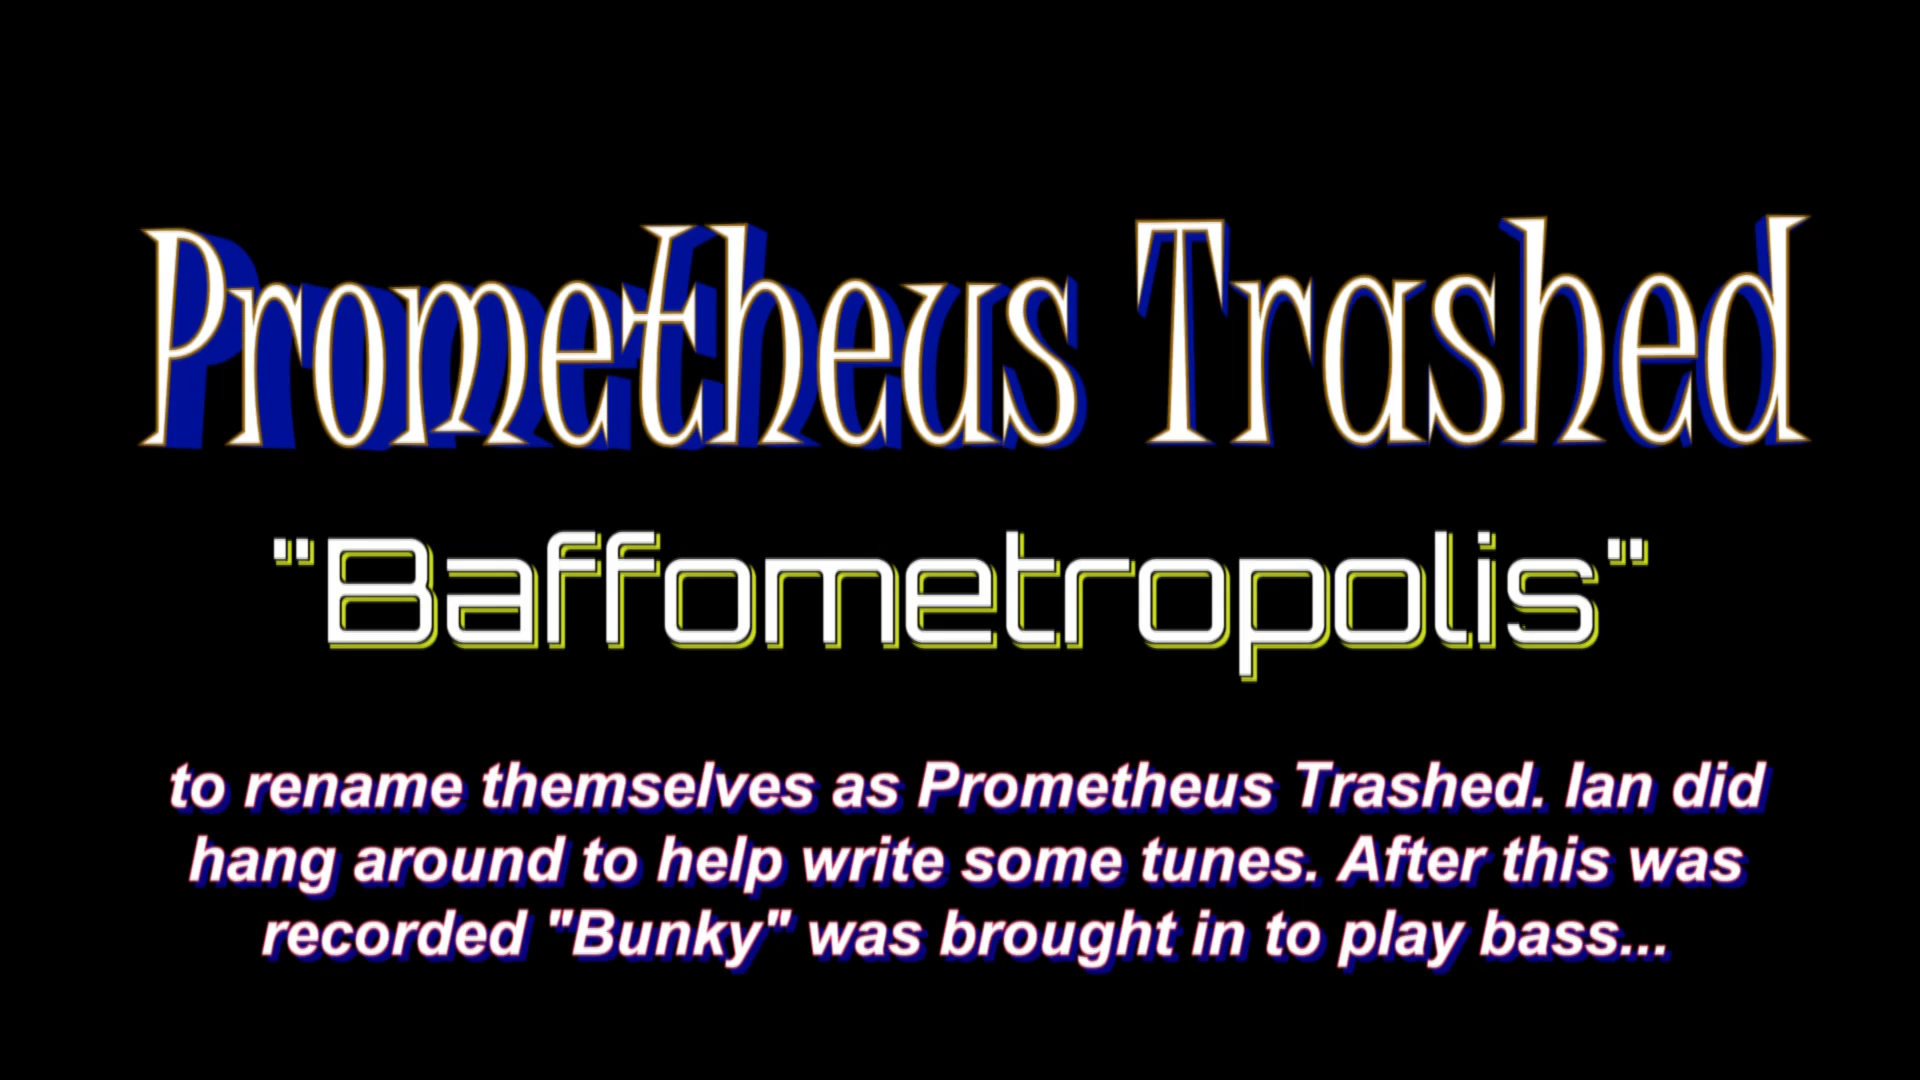 Prometheus Trashed
"Baffometropolis"
to rename themselves as Prometheus Trashed. Ian did
hang around to help write some tunes. After this was
recorded "Bunky" was brought in to play bass...